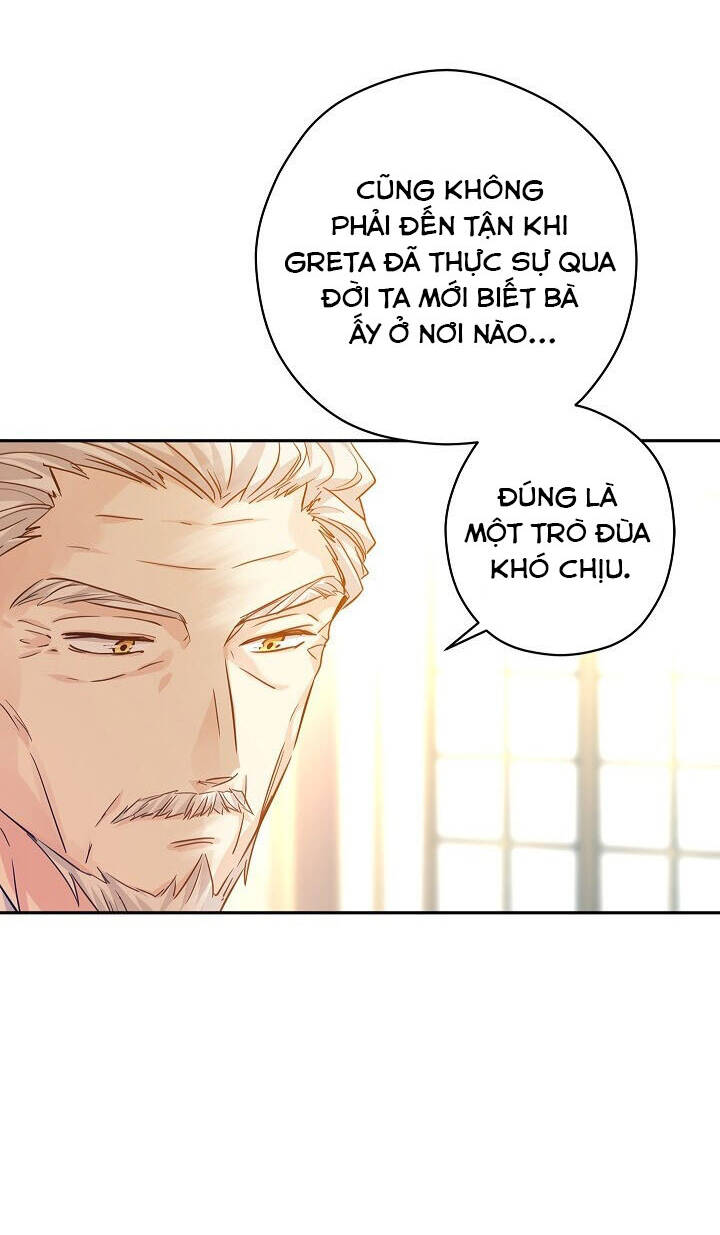 CŨNG KHÔNG
PHẢI ĐẾN TẬN KHI
GRETA ĐÃ THỰC SỰ QUA
ĐỜI TA MỚI BIẾT BÀ
ẤY Ở NƠI NÀO...
ĐÚNG LÀ
MỘT TRÒ ĐÙA
KHÓ CHỊU.